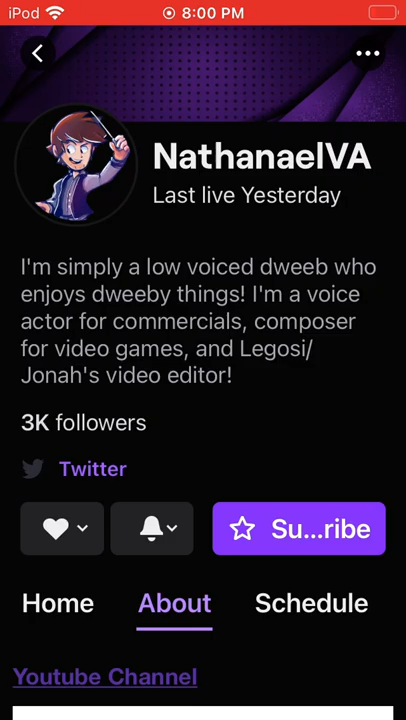 iPod 8:00 PM
NathanaelVA
Last live Yesterday
I'm simply a low voiced dweeb who
enjoys dweeby things! I'm a voice
actor for commercials, composer
for video games, and Legosi/
Jonah's video editor!
3K followers
Twitter
Su...ribe
Home About Schedule
Youtube Channel